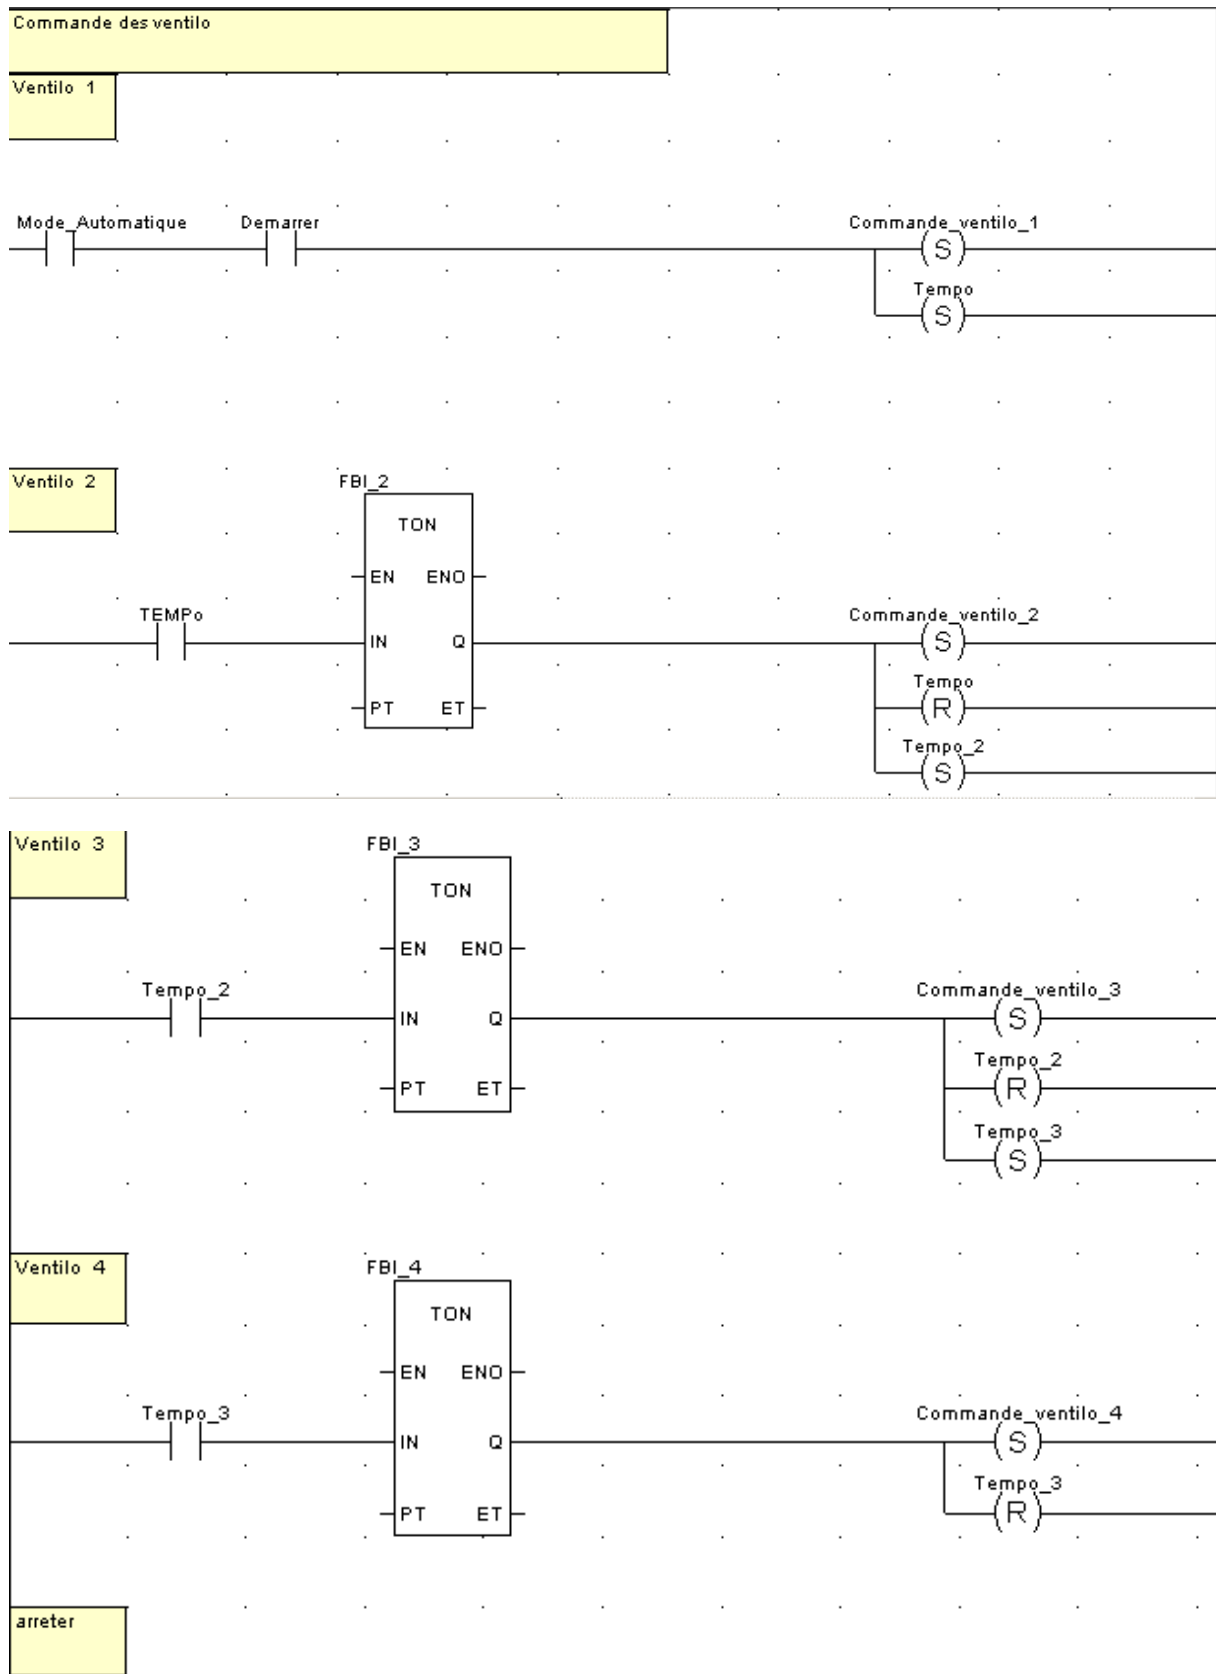 Commande des ventilo
Ventilo 1
Mode_Automatique Demarrer Commande_ventilo_1
S
Tempo
S
Ventilo 2 FBI_2
TON
EN ENO
TEMPo Commande_ventilo_2
IN Q S
Tempo
PT ET R
Tempo_2
S
Ventilo 3 FBI_3
TON
EN ENO
Tempo_2 Commande_ventilo_3
IN Q S
Tempo_2
PT ET R
Tempo_3
S
Ventilo 4 FBI_4
TON
EN ENO
Tempo_3 Commande_ventilo_4
IN Q S
Tempo_3
PT ET R
arreter